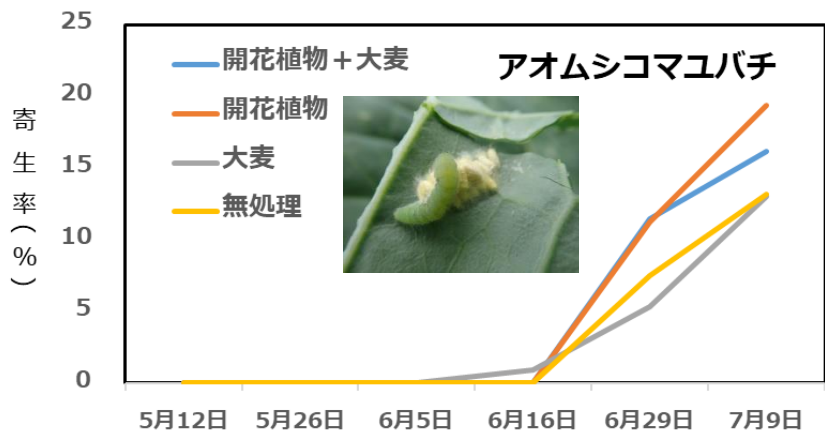 アオムシコマユバチ
開花植物＋大麦
開花植物
大麦
無処理
寄生率(%)
25
20
15
10
5
0
5月12日 5月26日 6月5日 6月16日 6月29日 7月9日